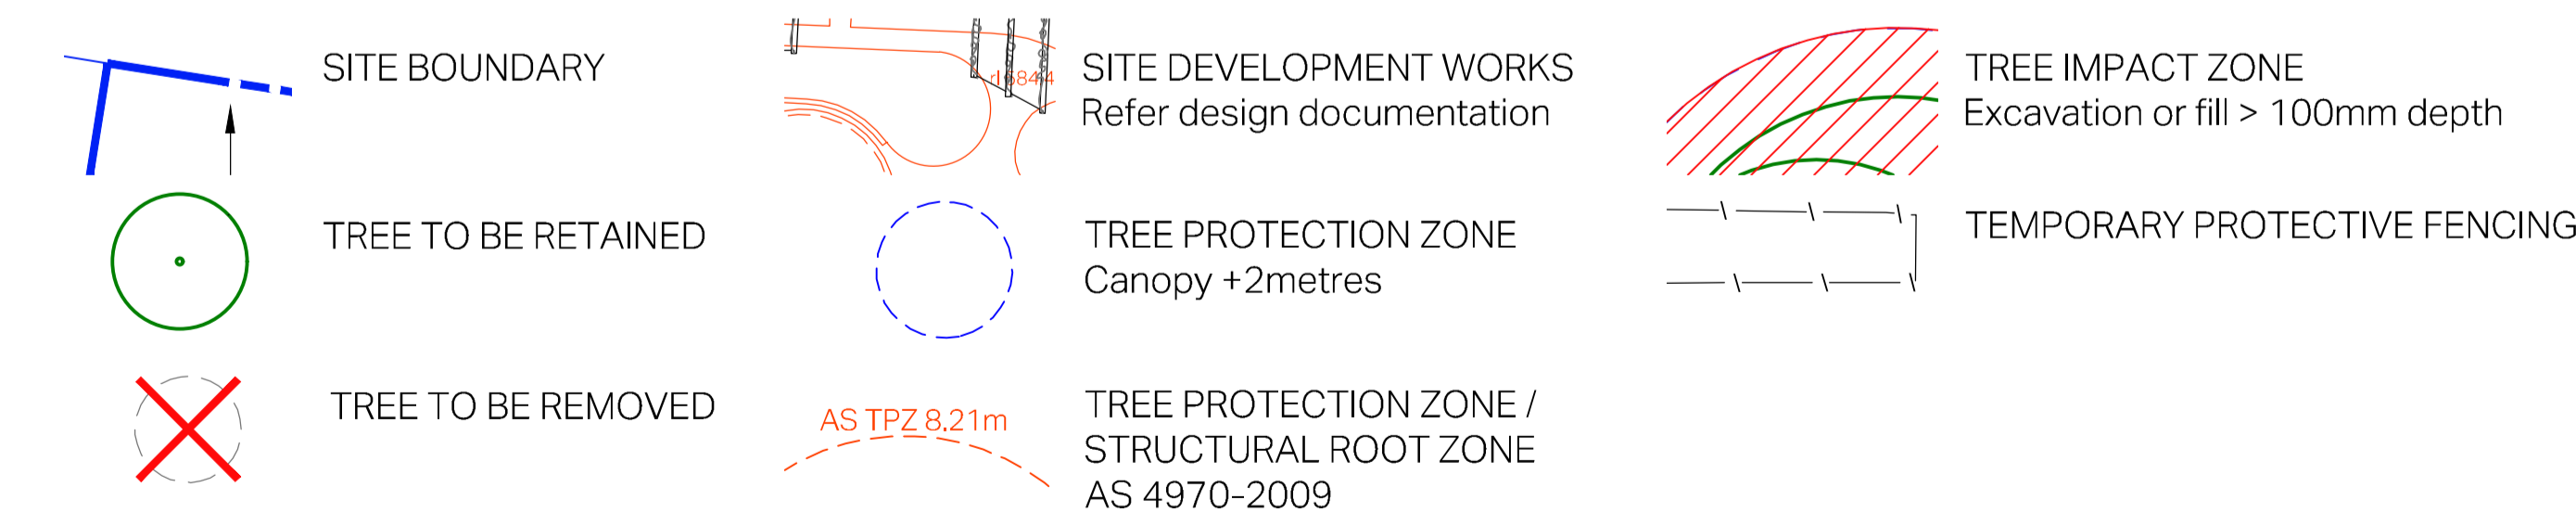 SITE BOUNDARY
TREE TO BE RETAINED
TREE TO BE REMOVED
SITE DEVELOPMENT WORKS
Refer design documentation
TREE PROTECTION ZONE
Canopy +2metres
AS TPZ 8.21m
TREE PROTECTION ZONE /
STRUCTURAL ROOT ZONE
AS 4970-2009
TREE IMPACT ZONE
Excavation or fill > 100mm depth
TEMPORARY PROTECTIVE FENCING